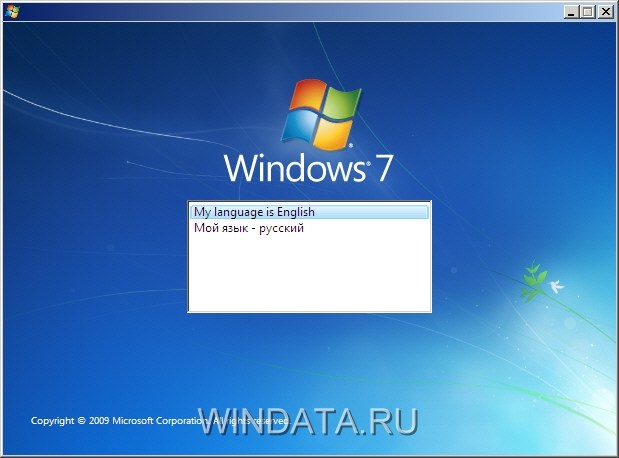 Windows® 7
My language is English
Мой язык - русский
Copyright © 2009 Microsoft Corporation. All rights reserved.
WINDATA.RU